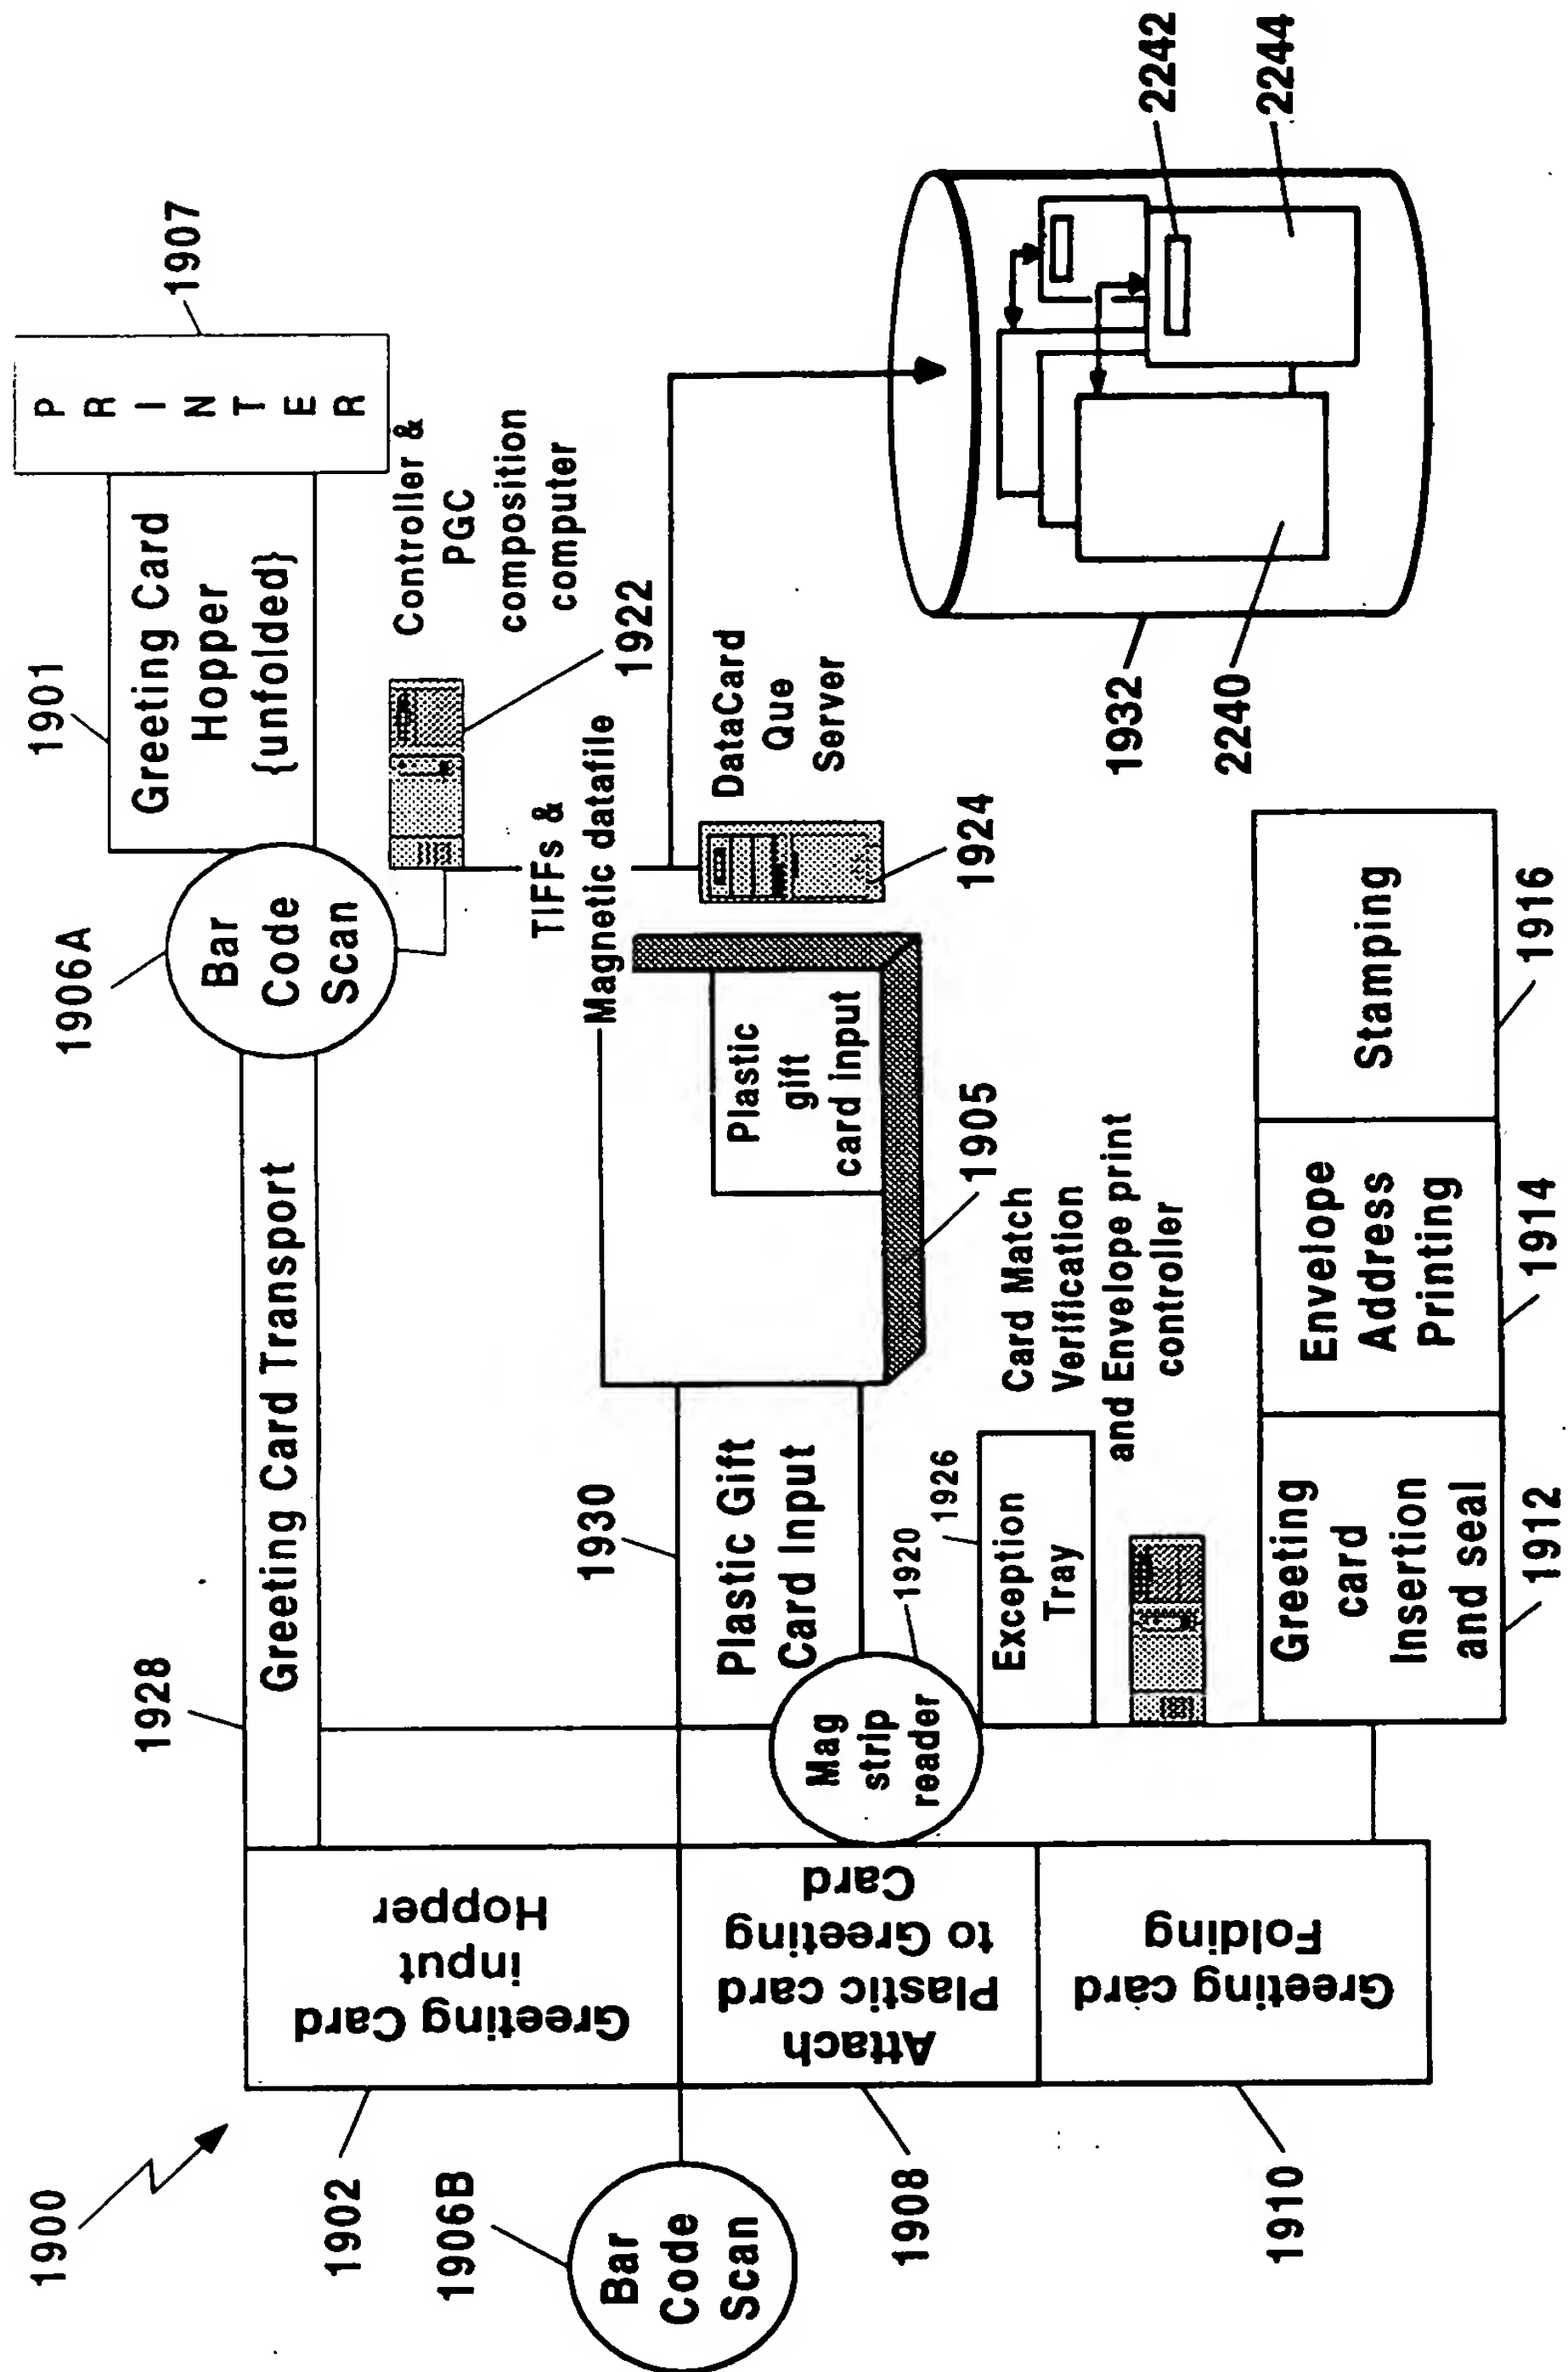 1900
1901
Greeting Card
Hopper
{unfolded}
PRINTER
1907
1906A
Bar
Code
Scan
Controller &
PGC
composition
computer
1922
1928
Greeting Card Transport
TIFFs &
Magnetic datafile
DataCard
Que
Server
1924
1902
Greeting Card
input
Hopper
1906B
Bar
Code
Scan
1930
Plastic Gift
Card Input
Plastic
gift
card input
1905
1908
Attach
Plastic card
to Greeting
Card
Mag
strip
reader
1920
1926
Exception
Tray
Card Match
Verification
and Envelope print
controller
1910
Greeting card
Folding
Greeting
card
Insertion
and seal
1912
Envelope
Address
Printing
1914
Stamping
1916
1932
2240
2242
2244